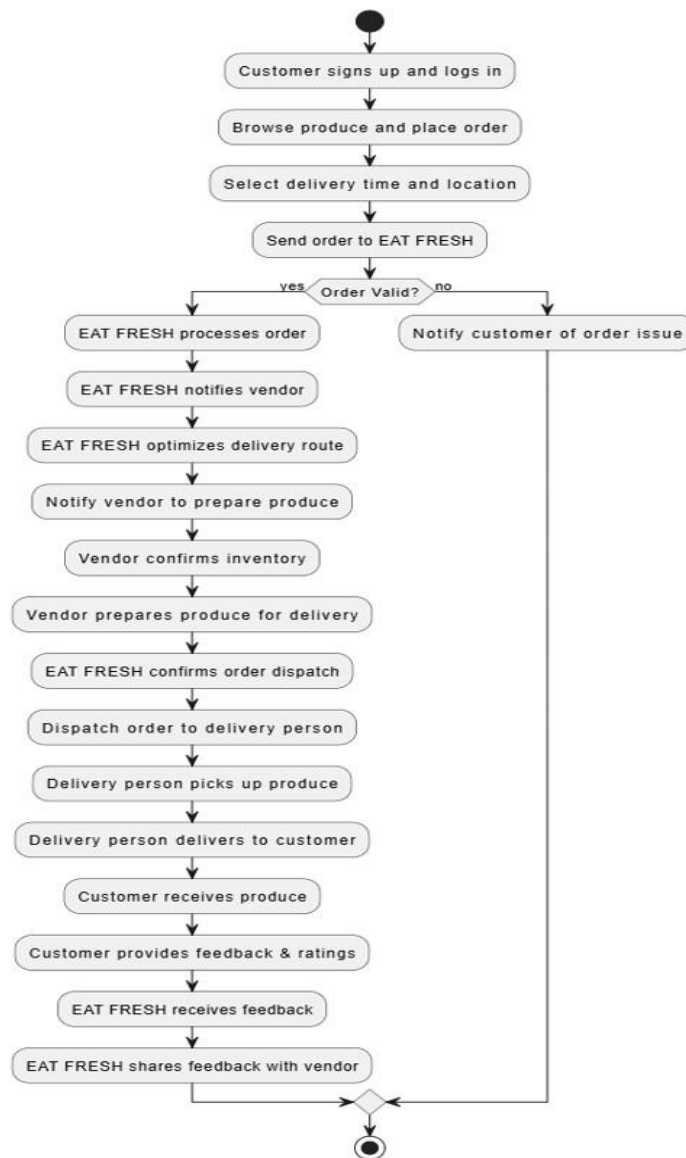 Customer signs up and logs in
Browse produce and place order
Select delivery time and location
Send order to EAT FRESH
yes
Order Valid?
no
EAT FRESH processes order
Notify customer of order issue
EAT FRESH notifies vendor
EAT FRESH optimizes delivery route
Notify vendor to prepare produce
Vendor confirms inventory
Vendor prepares produce for delivery
EAT FRESH confirms order dispatch
Dispatch order to delivery person
Delivery person picks up produce
Delivery person delivers to customer
Customer receives produce
Customer provides feedback & ratings
EAT FRESH receives feedback
EAT FRESH shares feedback with vendor